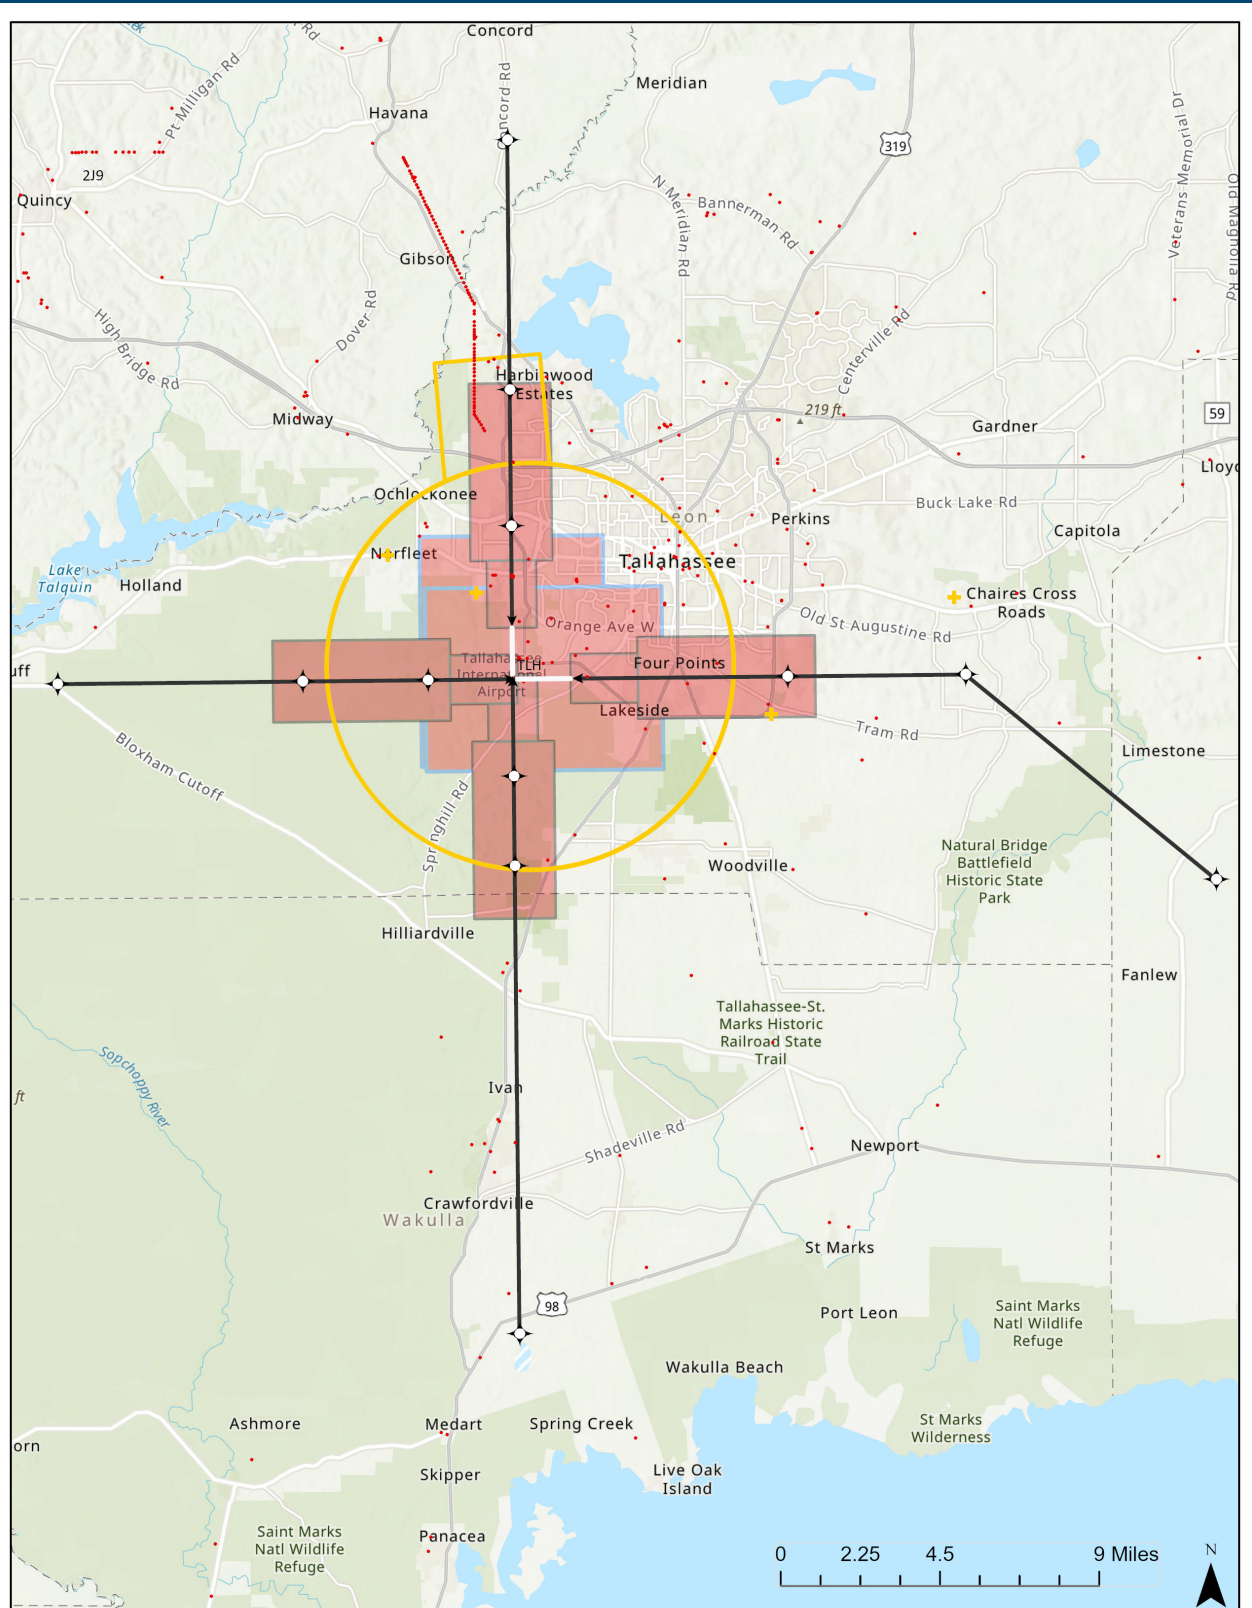 Concord
Rd
Creek
Meridian
Pt Milligan Rd
Concord Rd
Havana
319
Veterans Memorial Dr
2J9
Quincy
N Meridian Rd
Bannerman Rd
Old Magnolia Rd
Gibson
High Bridge Rd
Dover Rd
Centerville Rd
Harbinwood
Estates
219 ft
59
Midway
Gardner
Lloyd
Ochlockonee
Buck Lake Rd
Leon
Perkins
Capitola
Norfleet
Tallahassee
Lake
Talquin
Holland
Chaires Cross
Roads
Orange Ave W
Old St Augustine Rd
uff
Tallahassee
International
Airport
TLH
Four Points
Lakeside
Tram Rd
Limestone
Bloxham Cutoff
Springhill Rd
Woodville
Natural Bridge
Battlefield
Historic State
Park
Hilliardville
Fanlew
Tallahassee-St.
Marks Historic
Railroad State
Trail
Sopchoppy River
Ivan
ft
Shadeville Rd
Newport
Crawfordville
Wakulla
St Marks
98
Port Leon
Saint Marks
Natl Wildlife
Refuge
Wakulla Beach
Ashmore
Medart
Spring Creek
St Marks
Wilderness
orn
Skipper
Live Oak
Island
Saint Marks
Natl Wildlife
Refuge
Panacea
0 2.25 4.5 9 Miles
N